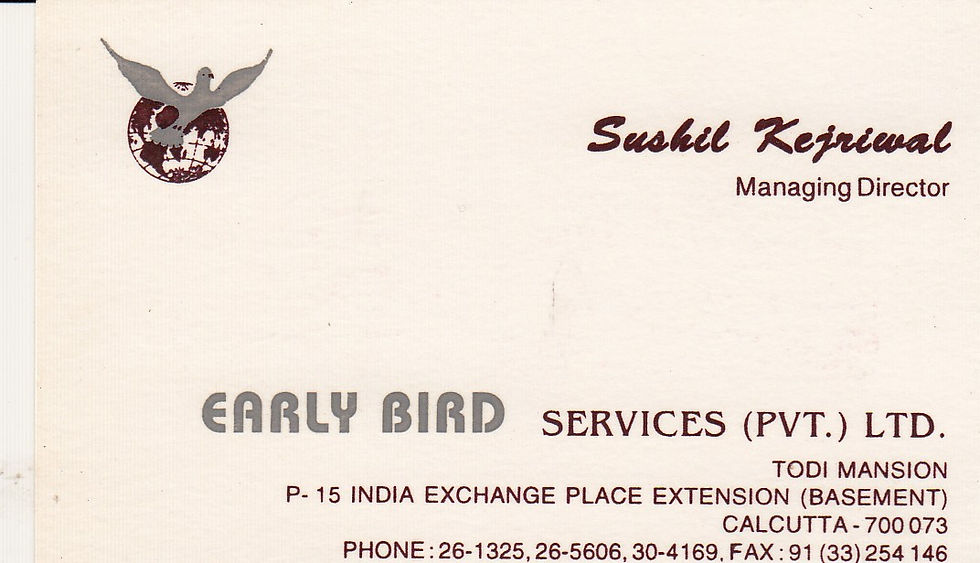 Sushil Kejriwal
Managing Director
EARLY BIRD SERVICES (PVT.) LTD.
TODI MANSION
P- 15 INDIA EXCHANGE PLACE EXTENSION (BASEMENT)
CALCUTTA - 700 073
PHONE : 26-1325, 26-5606, 30-4169, FAX : 91 (33) 254 146